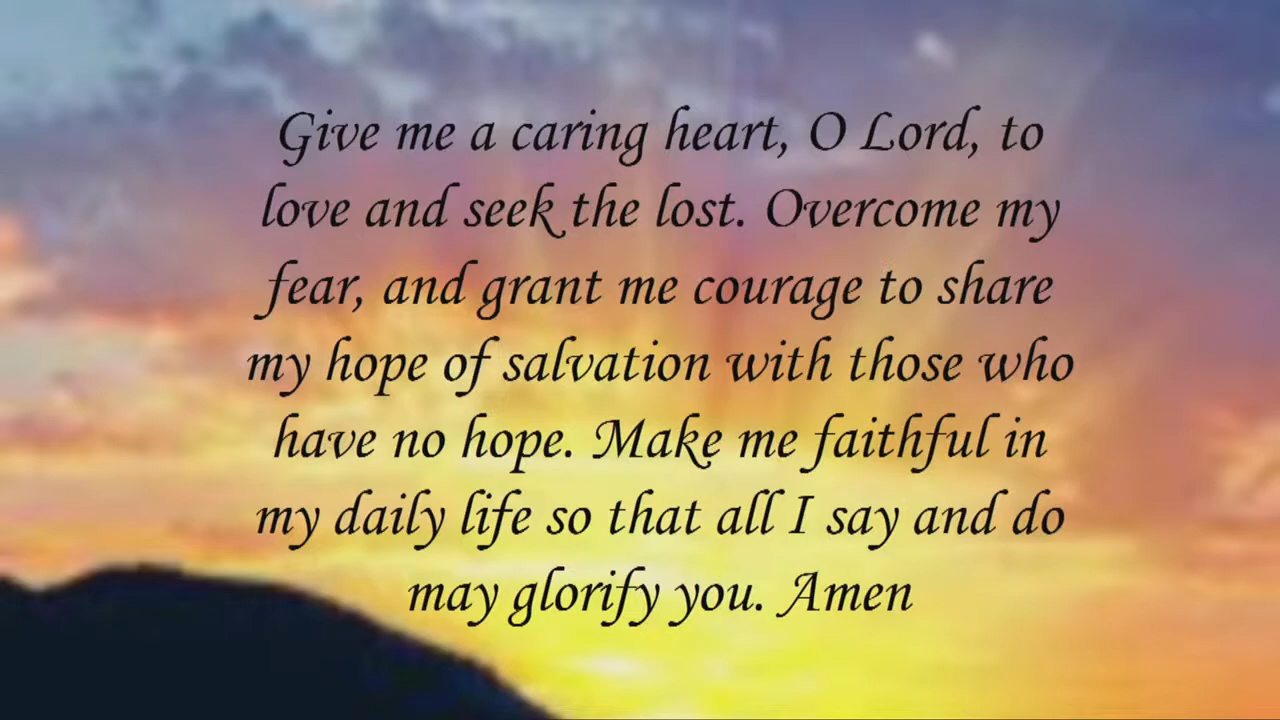 Give me a caring heart, O Lord, to
love and seek the lost. Overcome my
fear, and grant me courage to share
my hope of salvation with those who
have no hope. Make me faithful in
my daily life so that all I say and do
may glorify you. Amen